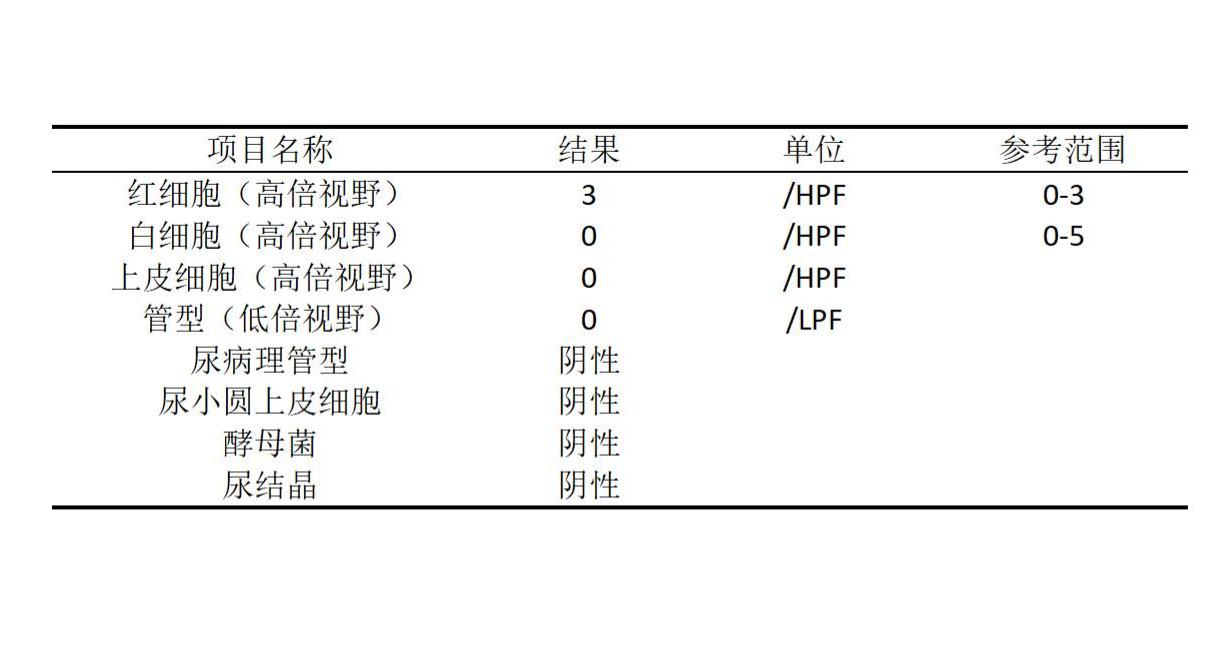 项目名称 结果 单位 参考范围
红细胞（高倍视野） 3 /HPF 0-3
白细胞（高倍视野） 0 /HPF 0-5
上皮细胞（高倍视野） 0 /HPF
管型（低倍视野） 0 /LPF
尿病理管型 阴性
尿小圆上皮细胞 阴性
酵母菌 阴性
尿结晶 阴性